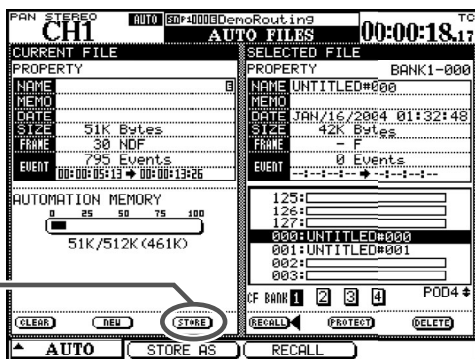 PAN STEREO
CH1
AUTO
P:1000 DemoRouting
AUTO FILES
TC
00:00:18.17
CURRENT FILE
PROPERTY
NAME
MEMO
DATE
SIZE 51K Bytes
FRAME 30 NDF
EVENT 795 Events
00:00:05:13 ➔ 00:00:13:26
AUTOMATION MEMORY
0 25 50 75 100
51K/512K(461K)
CLEAR NEW STORE
SELECTED FILE
PROPERTY BANK1-000
NAME UNTITLED#000
MEMO
DATE JAN/16/2004 01:32:48
SIZE 42K Bytes
FRAME - F
EVENT 0 Events
--:--:--:-- ➔ --:--:--:--
125:
126:
127:
000:UNTITLED#000
001:UNTITLED#001
002:
003:
CF BANK 1 2 3 4 POD4
RECALL PROTECT DELETE
AUTO STORE AS RECALL